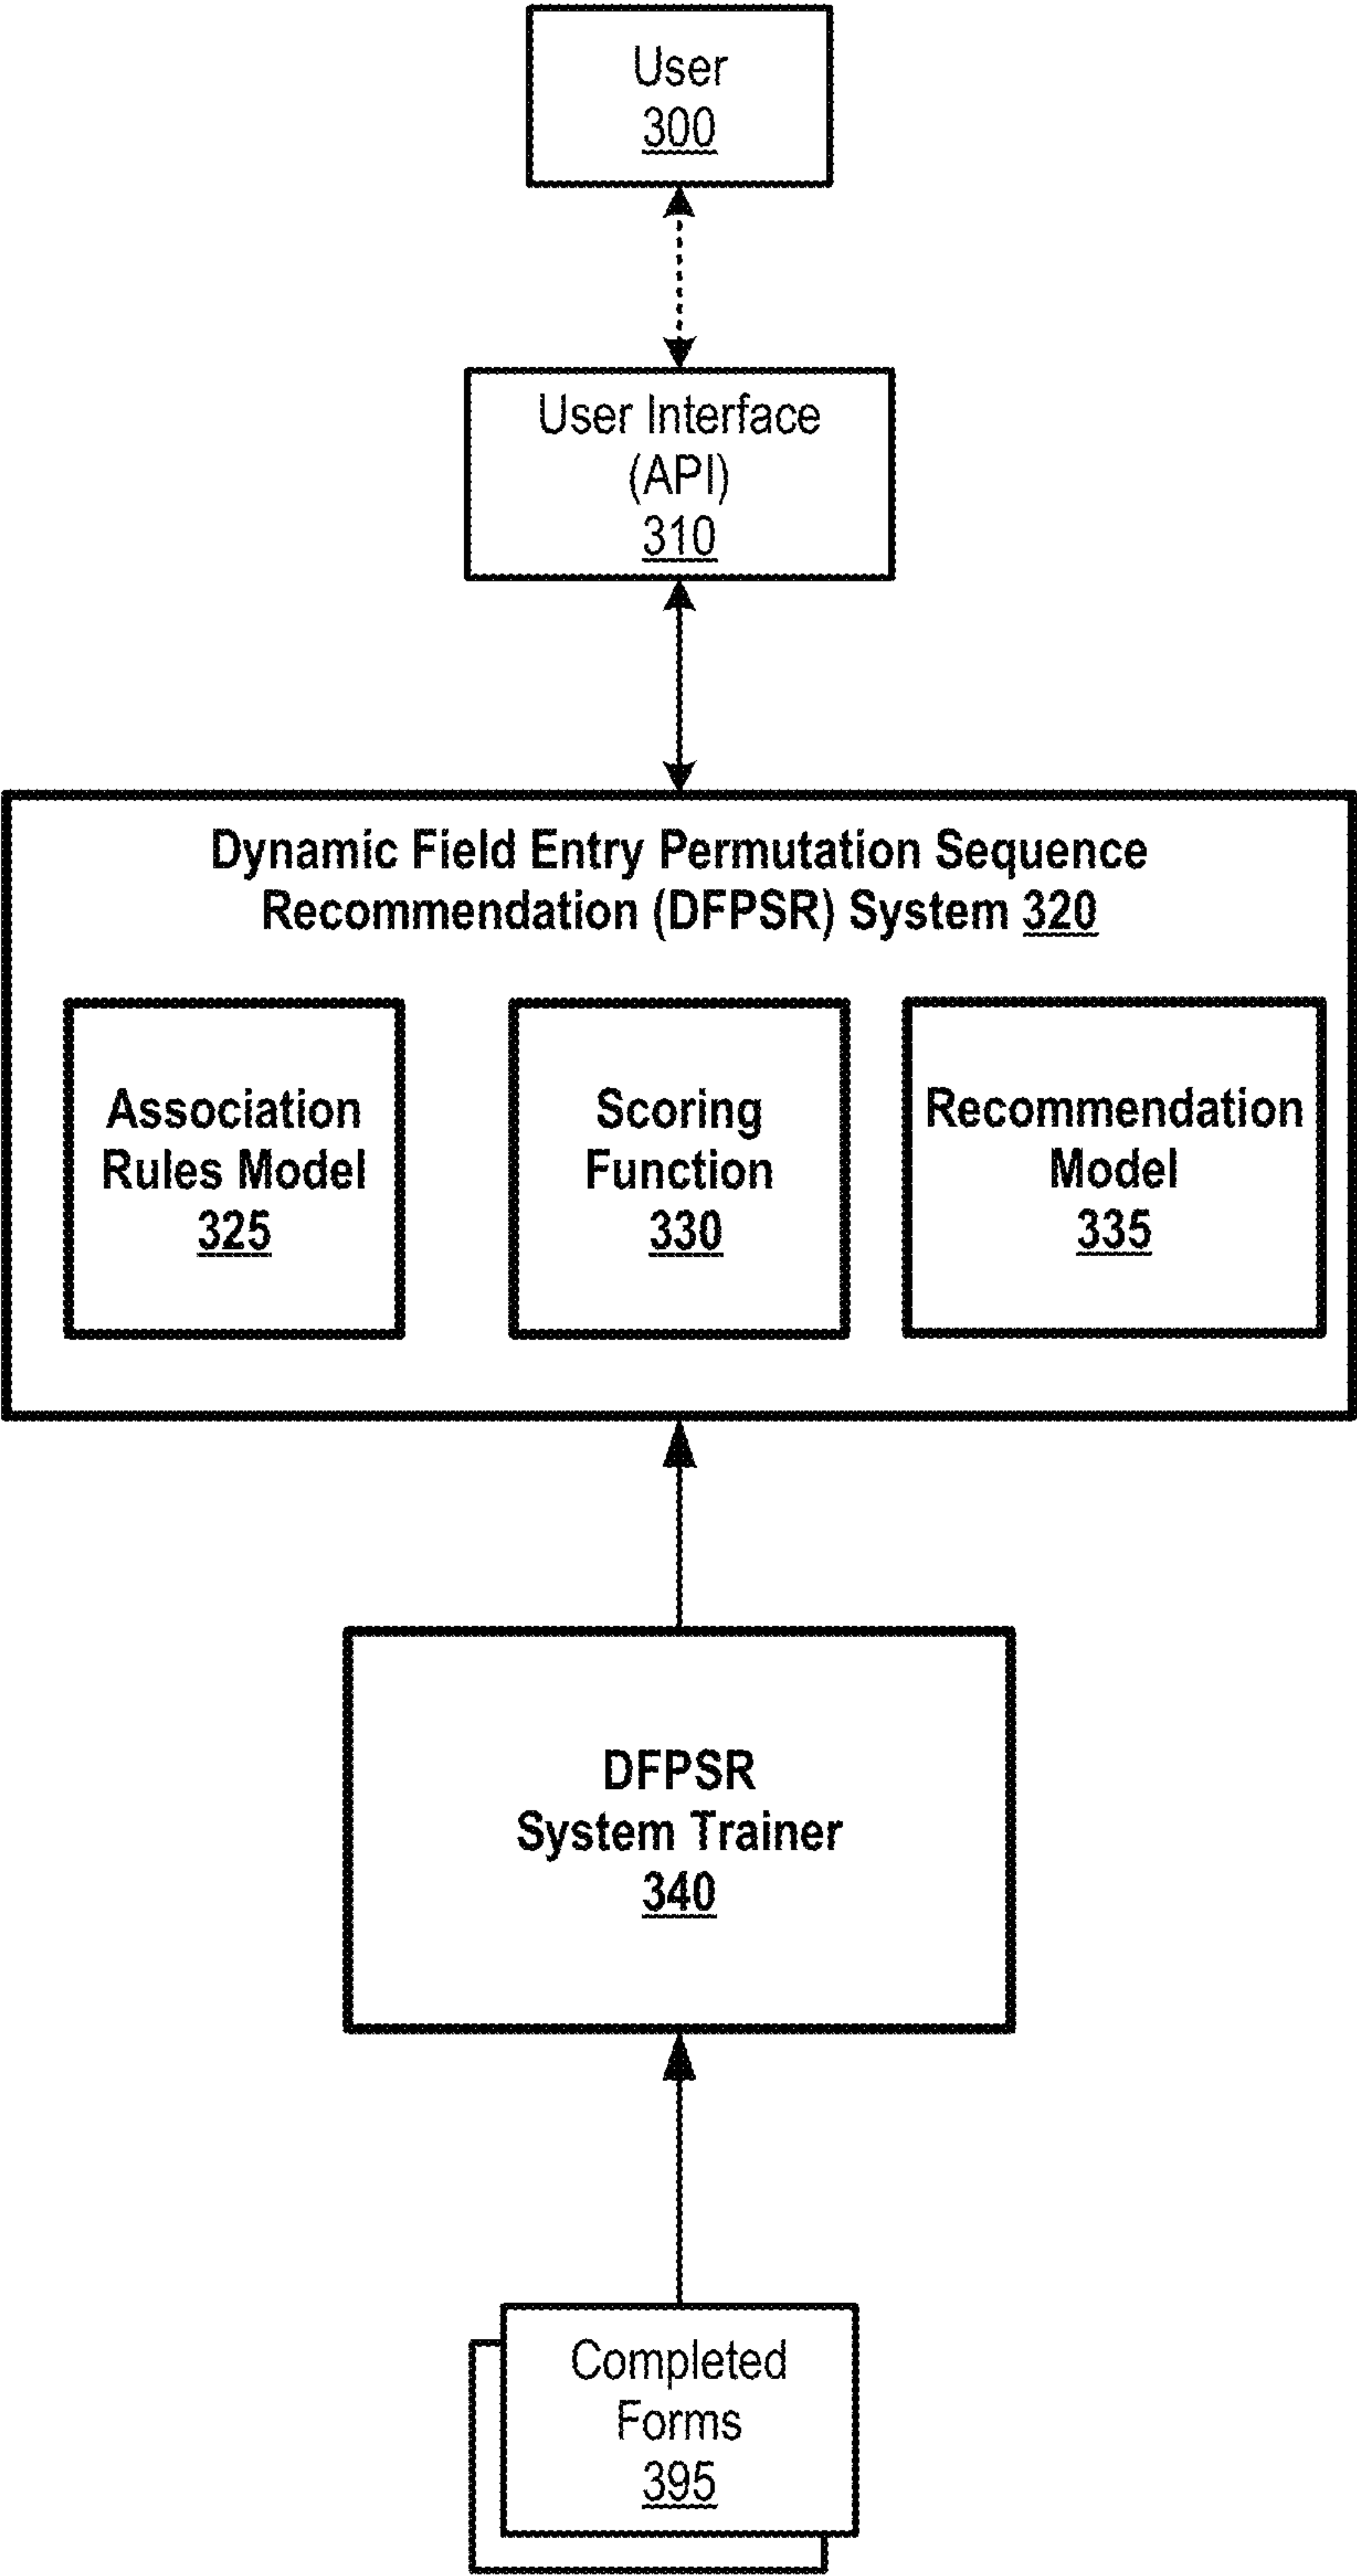 User
300
User Interface
(API)
310
Dynamic Field Entry Permutation Sequence
Recommendation (DFPSR) System 320
Association
Rules Model
325
Scoring
Function
330
Recommendation
Model
335
DFPSR
System Trainer
340
Completed
Forms
395